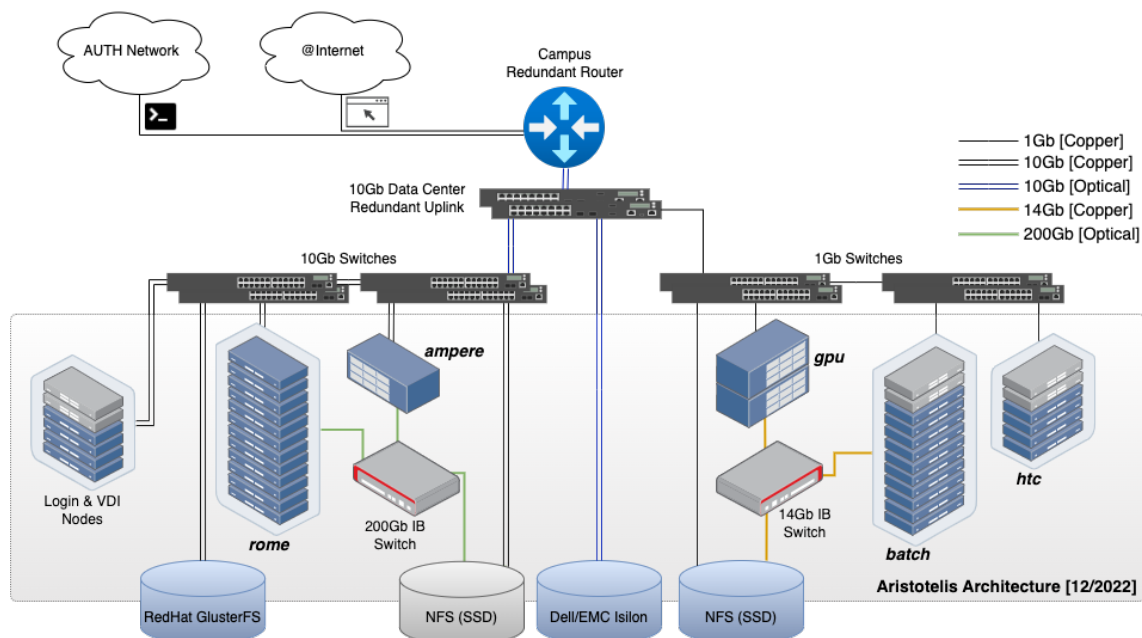 AUTH Network
@Internet
Campus
Redundant Router
1Gb [Copper]
10Gb [Copper]
10Gb [Optical]
14Gb [Copper]
200Gb [Optical]
10Gb Data Center
Redundant Uplink
10Gb Switches
1Gb Switches
ampere
gpu
Login & VDI
Nodes
rome
200Gb IB
Switch
14Gb IB
Switch
batch
htc
RedHat GlusterFS
NFS (SSD)
Dell/EMC Isilon
NFS (SSD)
Aristotelis Architecture [12/2022]